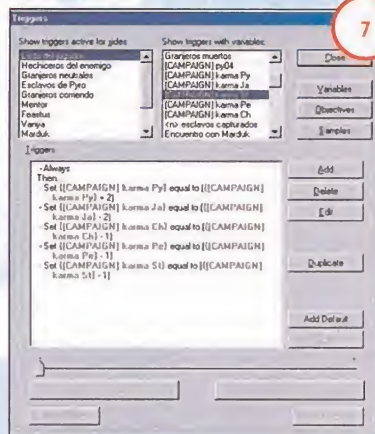 Triggers
7
Show triggers active for sides:
Show triggers with variables:
Hechiceros del enemigo
Granjeros neutrales
Esclavos de Pyro
Granjeros corriendo
Mentor
Feastus
Vanya
Marduk
Granjeros muertos
[CAMPAIGN] py04
[CAMPAIGN] karma Py
[CAMPAIGN] karma Ja
[CAMPAIGN] karma St
[CAMPAIGN] karma Pe
[CAMPAIGN] karma Ch
<n> esclavos capturados
Encuentro con Marduk
Done
Variables
Objectives
Samples
Triggers
- Always
Then
- Set ([CAMPAIGN] karma Py) equal to [([CAMPAIGN]
karma Py) + 2]
- Set ([CAMPAIGN] karma Ja) equal to [([CAMPAIGN]
karma Ja) - 2]
- Set ([CAMPAIGN] karma Ch) equal to [([CAMPAIGN]
karma Ch) - 1]
- Set ([CAMPAIGN] karma Pe) equal to [([CAMPAIGN]
karma Pe) - 1]
- Set ([CAMPAIGN] karma St) equal to [([CAMPAIGN]
karma St) - 1]
Add
Delete
Edit
Duplicate
Add Default